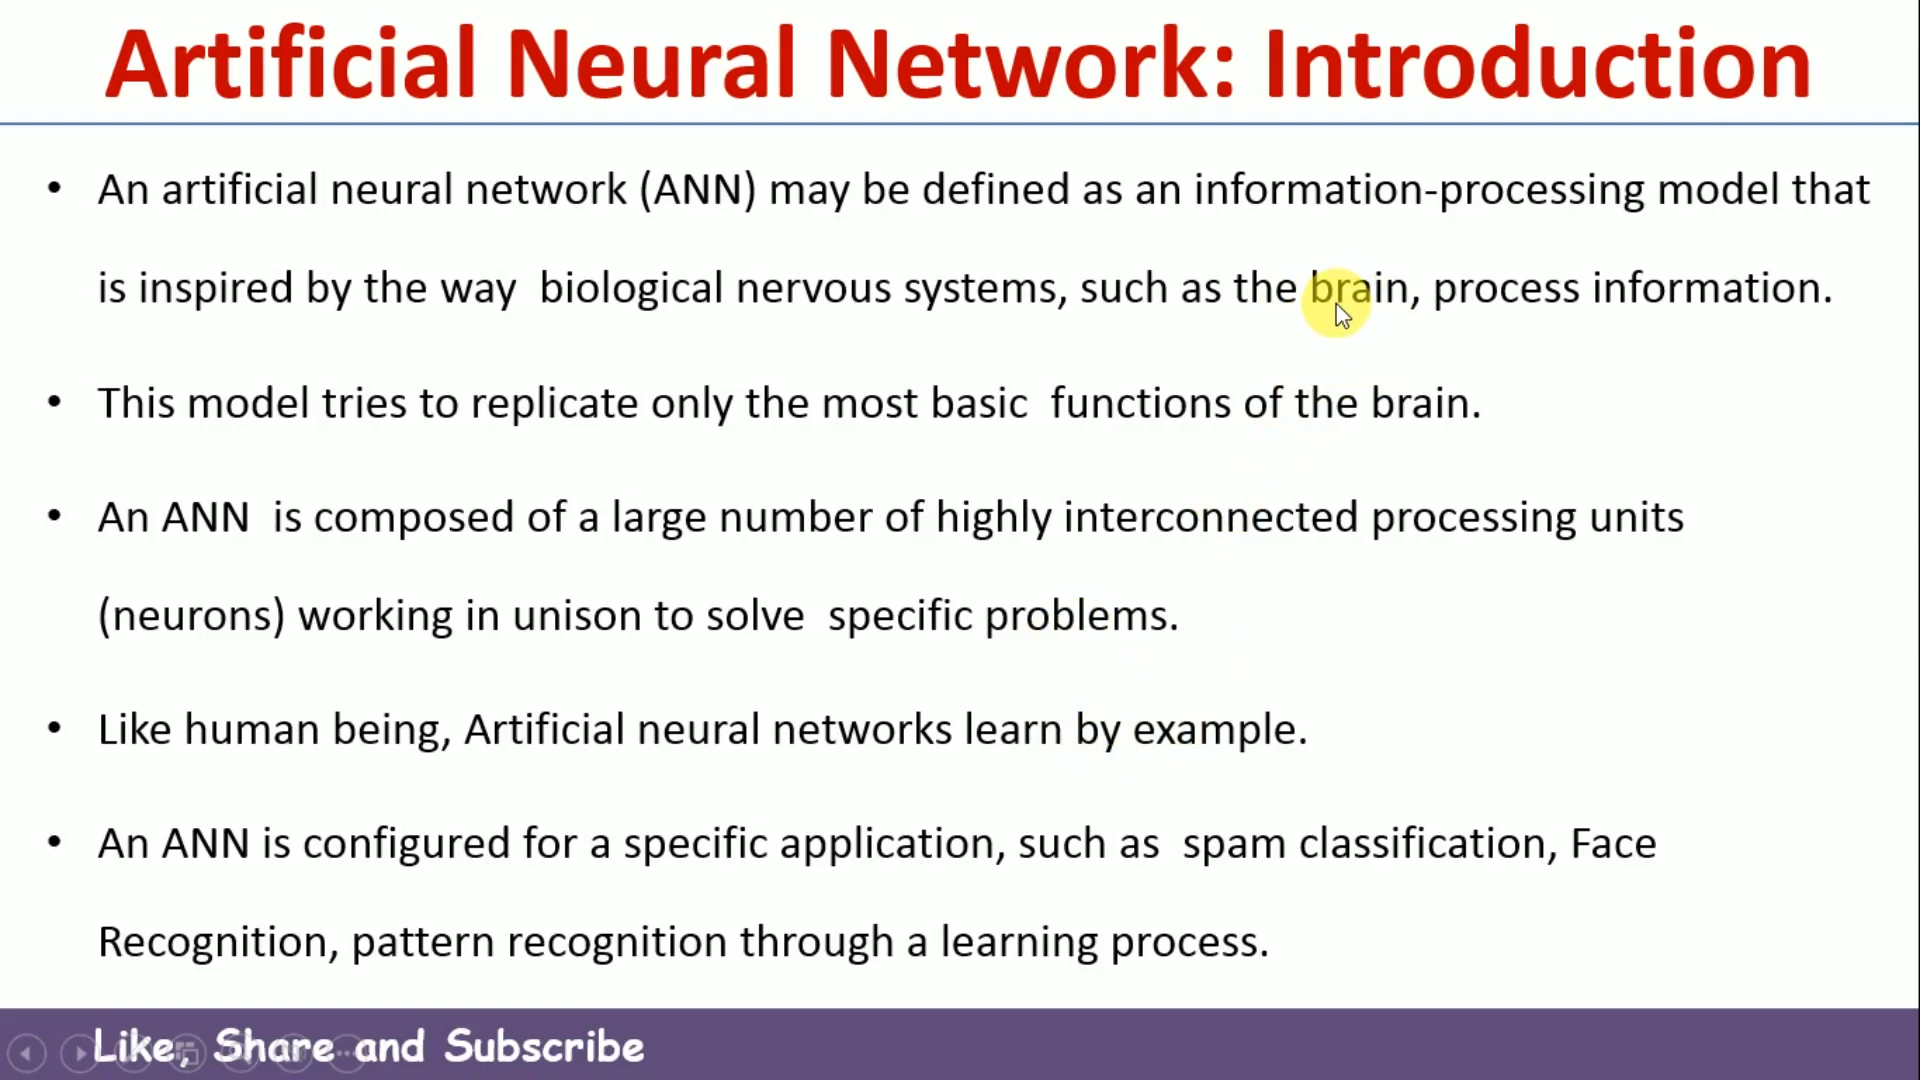 Artificial Neural Network: Introduction
• An artificial neural network (ANN) may be defined as an information-processing model that
is inspired by the way biological nervous systems, such as the brain, process information.
• This model tries to replicate only the most basic functions of the brain.
• An ANN is composed of a large number of highly interconnected processing units
(neurons) working in unison to solve specific problems.
• Like human being, Artificial neural networks learn by example.
• An ANN is configured for a specific application, such as spam classification, Face
Recognition, pattern recognition through a learning process.
Like, Share and Subscribe